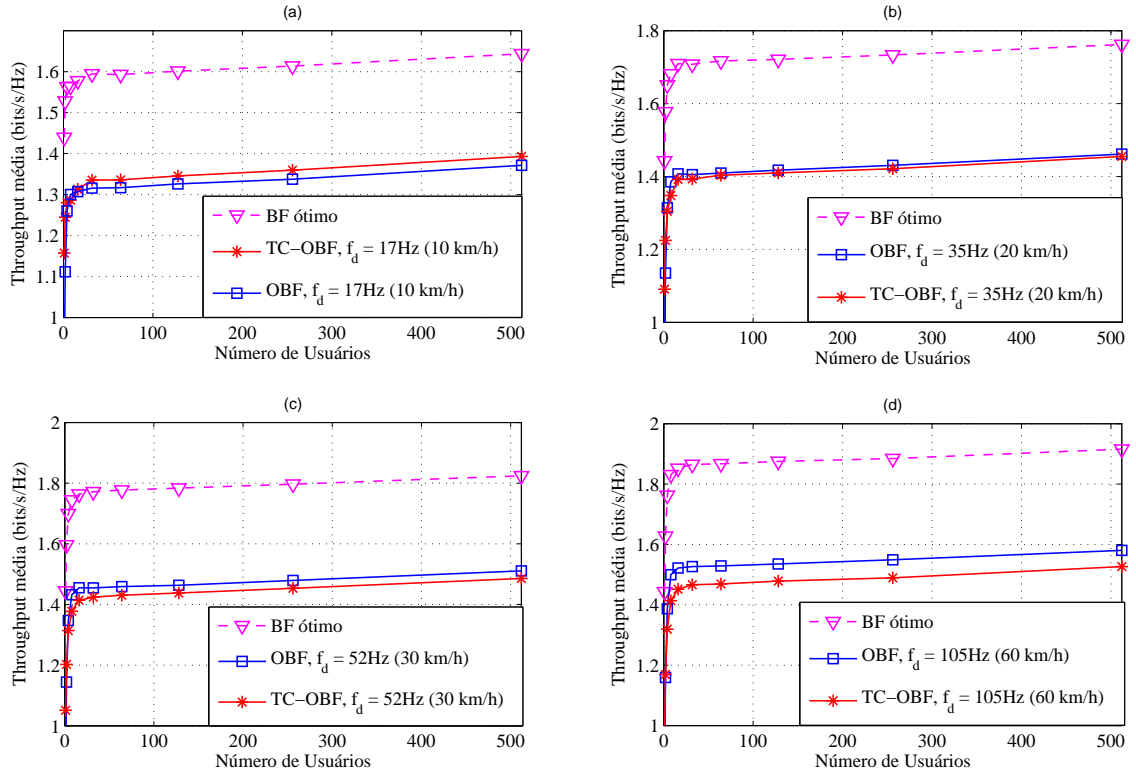 (a)
Throughput média (bits/s/Hz)
1.6
1.5
1.4
1.3
1.2
1.1
1
0
100
200
300
400
500
Número de Usuários
BF ótimo
TC−OBF, f_d = 17Hz (10 km/h)
OBF, f_d = 17Hz (10 km/h)
(b)
Throughput média (bits/s/Hz)
1.8
1.6
1.4
1.2
1
0
100
200
300
400
500
Número de Usuários
BF ótimo
OBF, f_d = 35Hz (20 km/h)
TC−OBF, f_d = 35Hz (20 km/h)
(c)
Throughput média (bits/s/Hz)
2
1.8
1.6
1.4
1.2
1
0
100
200
300
400
500
Número de Usuários
BF ótimo
OBF, f_d = 52Hz (30 km/h)
TC−OBF, f_d = 52Hz (30 km/h)
(d)
Throughput média (bits/s/Hz)
2
1.8
1.6
1.4
1.2
1
0
100
200
300
400
500
Número de Usuários
BF ótimo
OBF, f_d = 105Hz (60 km/h)
TC−OBF, f_d = 105Hz (60 km/h)